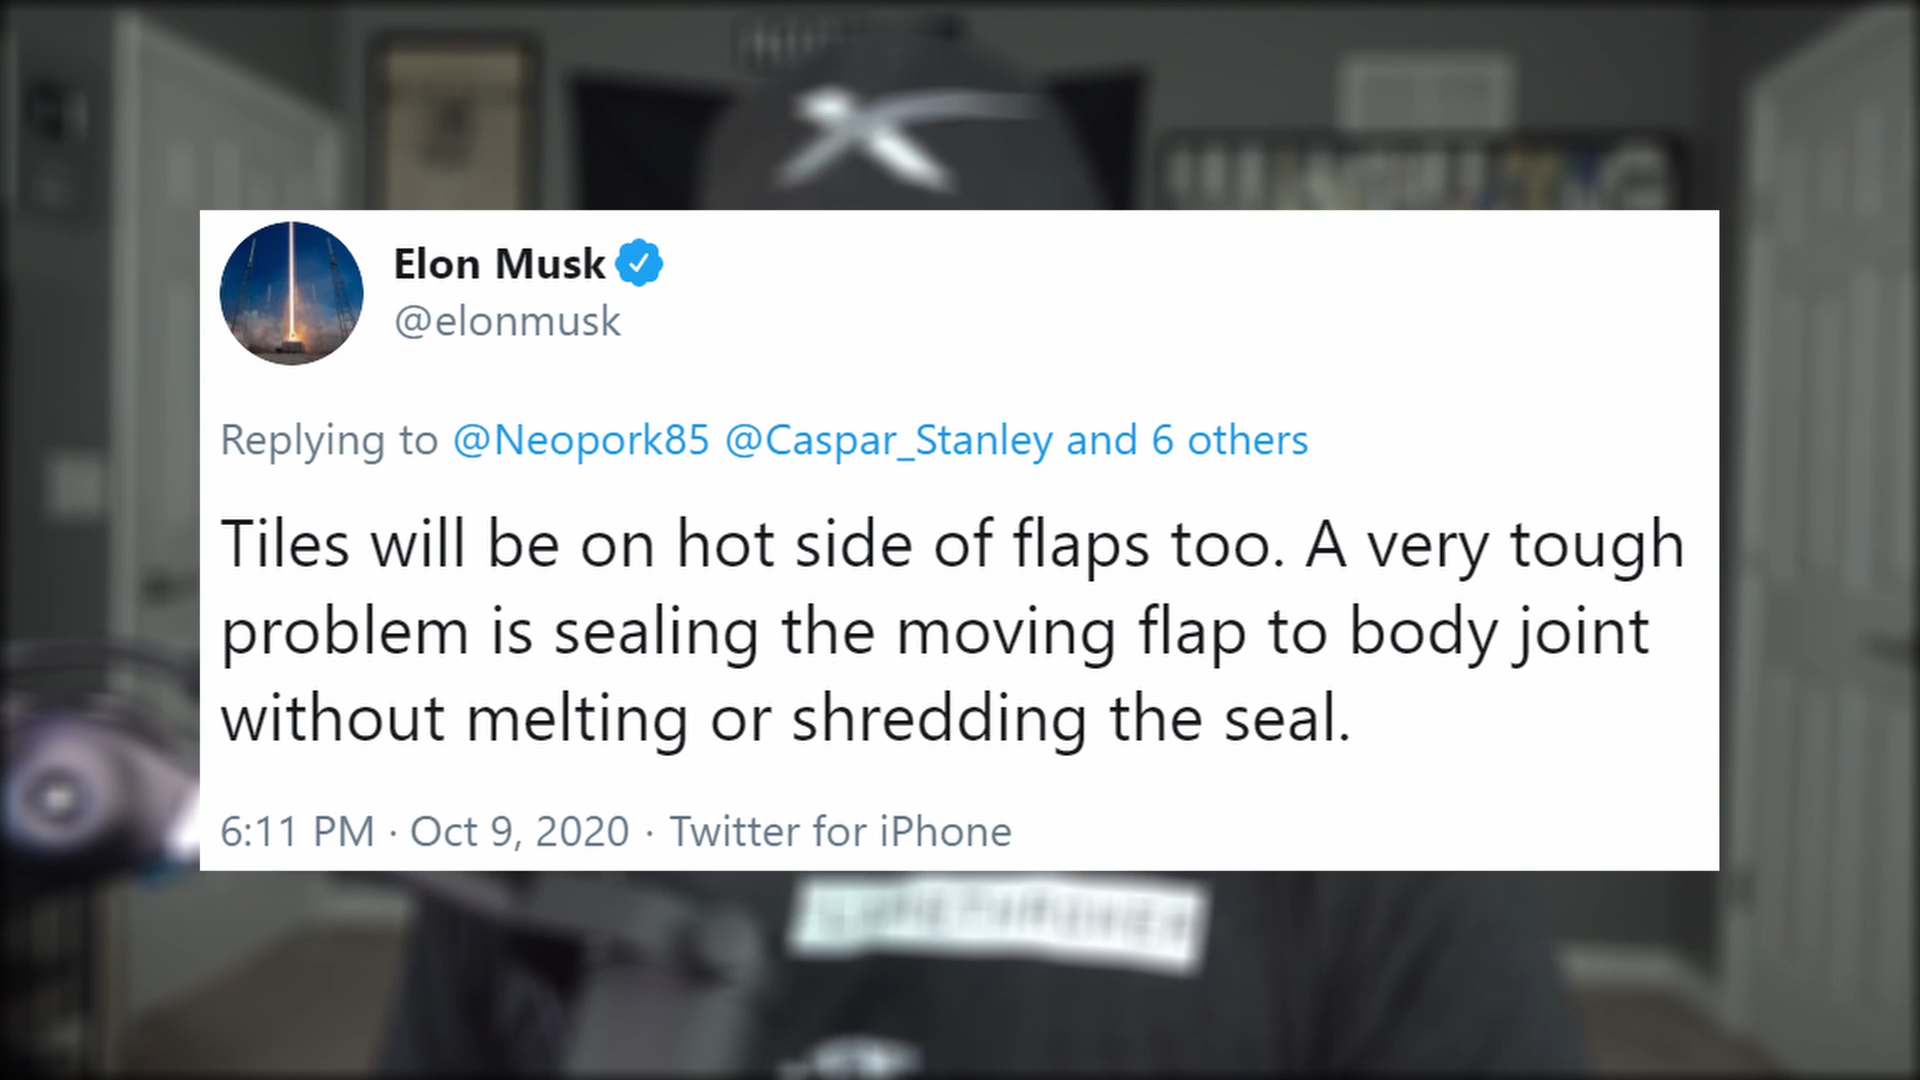 Elon Musk
@elonmusk
Replying to @Neopork85 @Caspar_Stanley and 6 others
Tiles will be on hot side of flaps too. A very tough
problem is sealing the moving flap to body joint
without melting or shredding the seal.
6:11 PM · Oct 9, 2020 · Twitter for iPhone